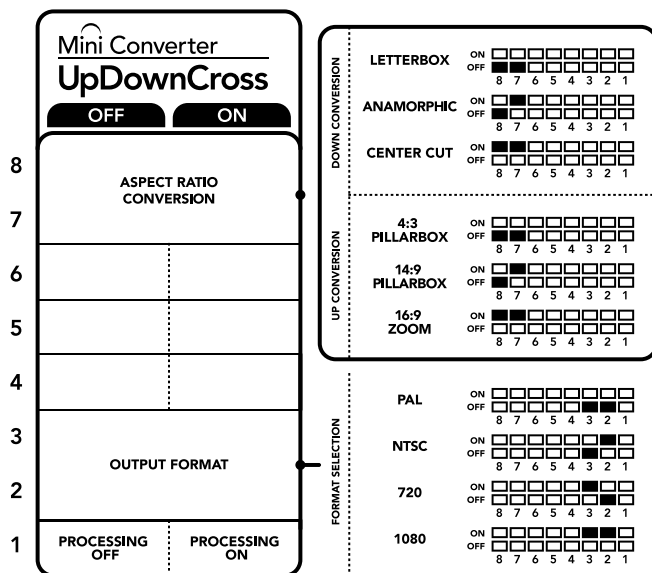 Mini Converter
UpDownCross
OFF ON
8
ASPECT RATIO
CONVERSION
7
6
5
4
3
OUTPUT FORMAT
2
1
PROCESSING
OFF
PROCESSING
ON
DOWN CONVERSION
LETTERBOX
ON
OFF
8 7 6 5 4 3 2 1
ANAMORPHIC
ON
OFF
8 7 6 5 4 3 2 1
CENTER CUT
ON
OFF
8 7 6 5 4 3 2 1
UP CONVERSION
4:3
PILLARBOX
ON
OFF
8 7 6 5 4 3 2 1
14:9
PILLARBOX
ON
OFF
8 7 6 5 4 3 2 1
16:9
ZOOM
ON
OFF
8 7 6 5 4 3 2 1
FORMAT SELECTION
PAL
ON
OFF
8 7 6 5 4 3 2 1
NTSC
ON
OFF
8 7 6 5 4 3 2 1
720
ON
OFF
8 7 6 5 4 3 2 1
1080
ON
OFF
8 7 6 5 4 3 2 1